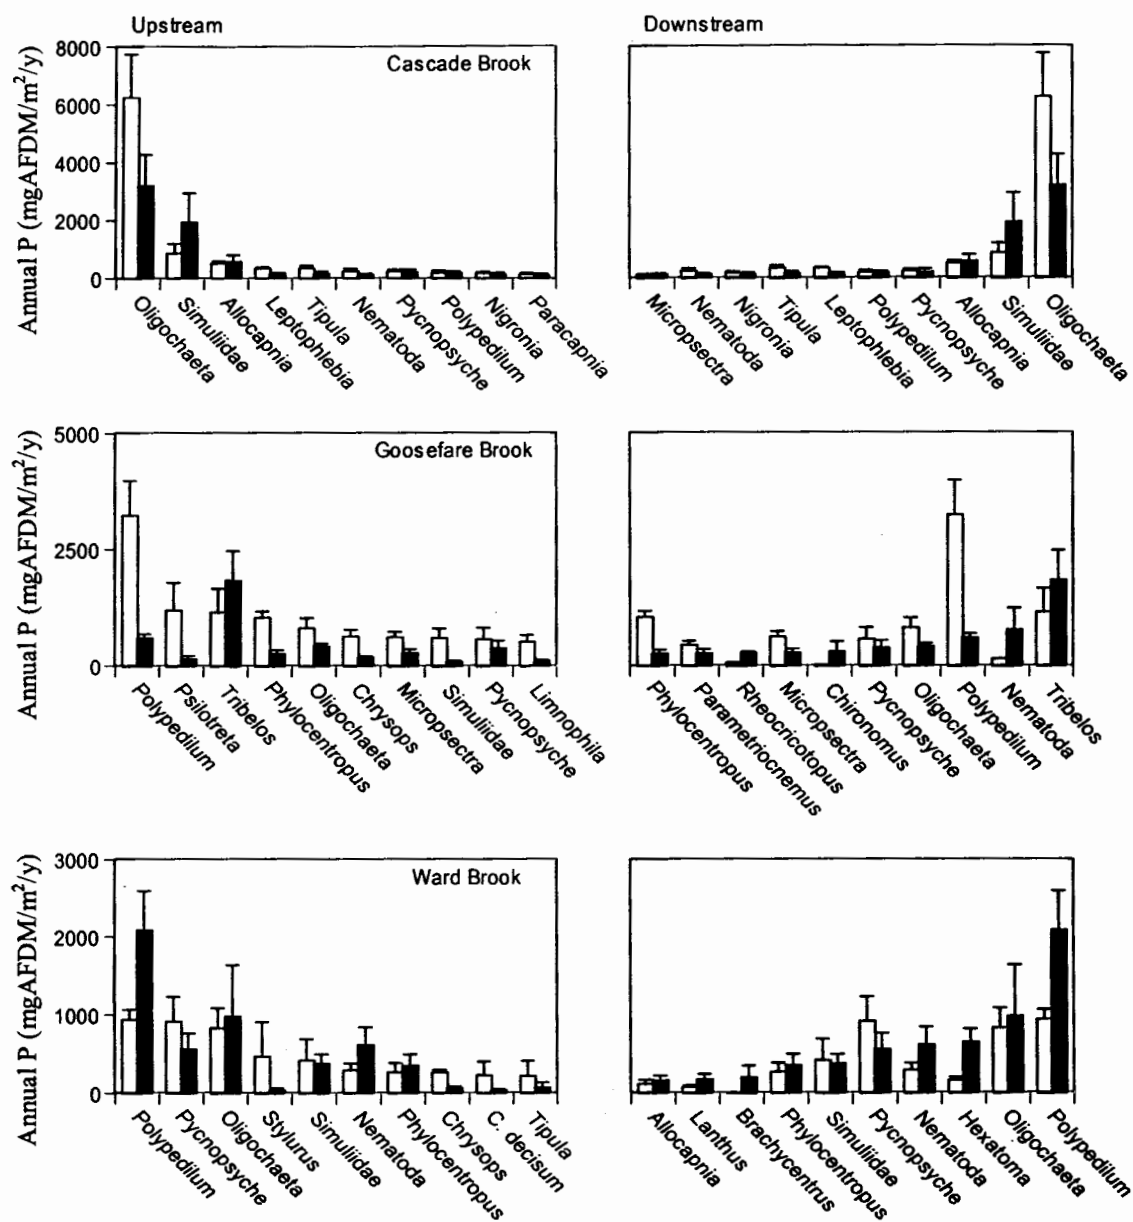 Upstream
Downstream
Cascade Brook
Annual P (mgAFDM/m²/y)
8000
6000
4000
2000
0
Oligochaeta
Simuliidae
Allocapnia
Leptophlebia
Tipula
Nematoda
Pycnopsyche
Polypedilum
Nigronia
Paracapnia
Micropsectra
Nematoda
Nigronia
Tipula
Leptophlebia
Polypedilum
Pycnopsyche
Allocapnia
Simuliidae
Oligochaeta
Goosefare Brook
Annual P (mgAFDM/m²/y)
5000
2500
0
Polypedilum
Psilotreta
Tribelos
Phylocentropus
Oligochaeta
Chrysops
Micropsectra
Simuliidae
Pycnopsyche
Limnophila
Phylocentropus
Parametriocnemus
Rheocricotopus
Micropsectra
Chironomus
Pycnopsyche
Oligochaeta
Polypedilum
Nematoda
Tribelos
Ward Brook
Annual P (mgAFDM/m²/y)
3000
2000
1000
0
Polypedilum
Pycnopsyche
Oligochaeta
Stylurus
Simuliidae
Nematoda
Phylocentropus
Chrysops
C. decisum
Tipula
Allocapnia
Lanthus
Brachycentrus
Phylocentropus
Simuliidae
Pycnopsyche
Nematoda
Hexatoma
Oligochaeta
Polypedilum